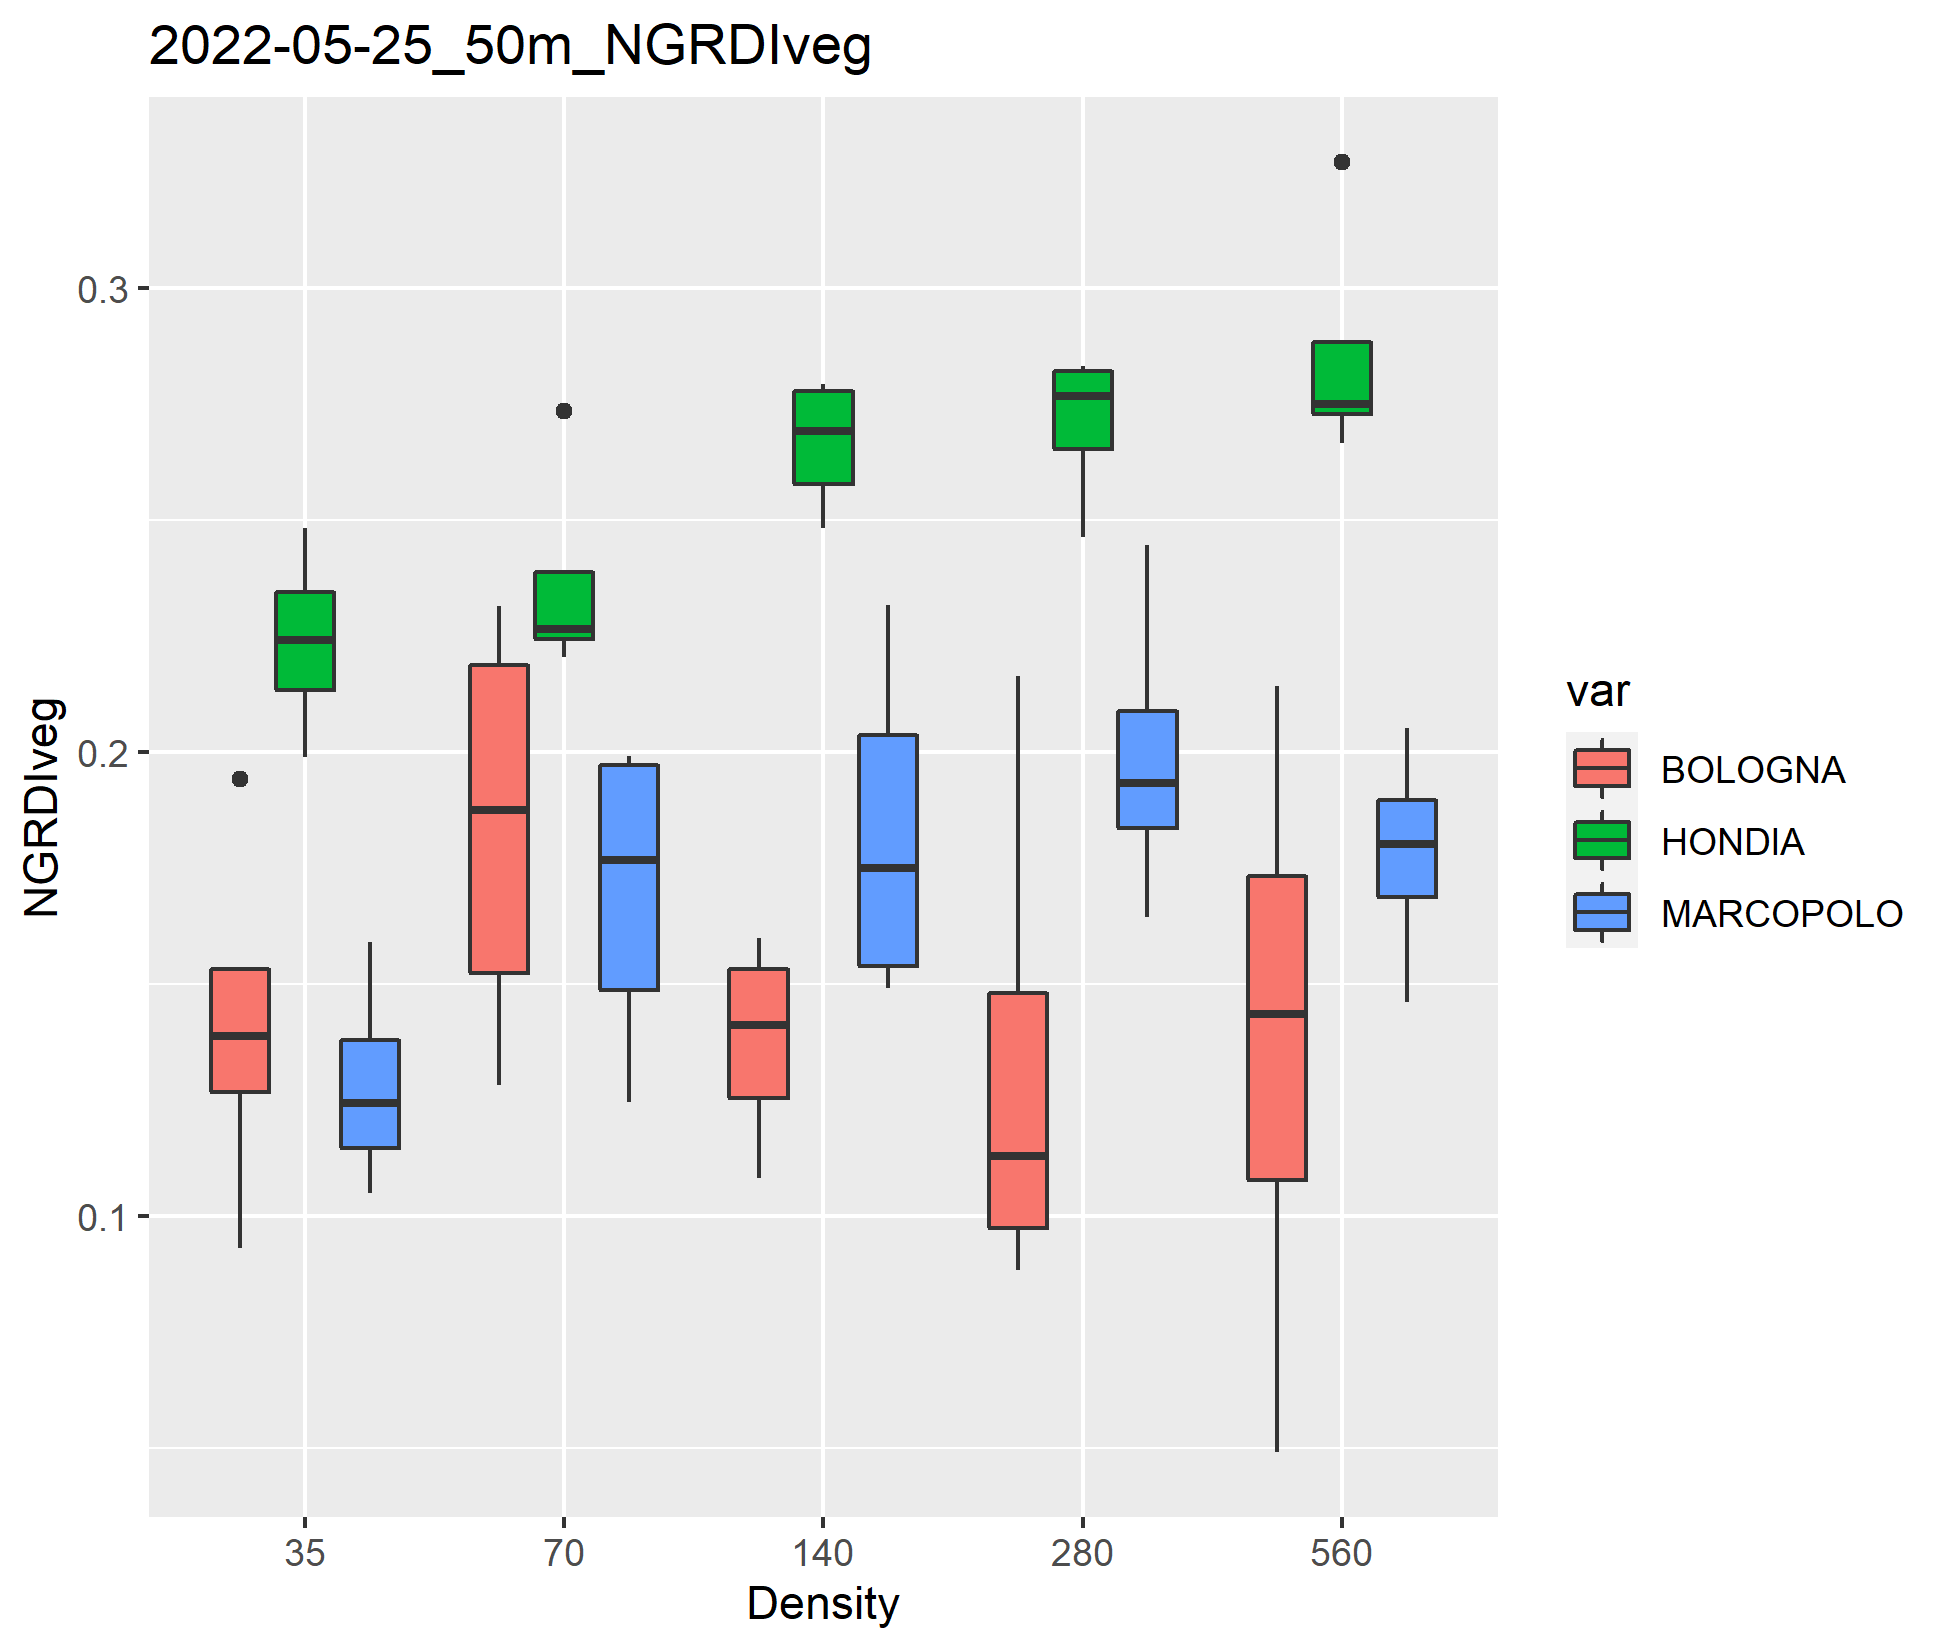 2022-05-25_50m_NGRDIveg
NGRDIveg
0.3
0.2
0.1
35 70 140 280 560
Density
var
BOLOGNA
HONDIA
MARCOPOLO